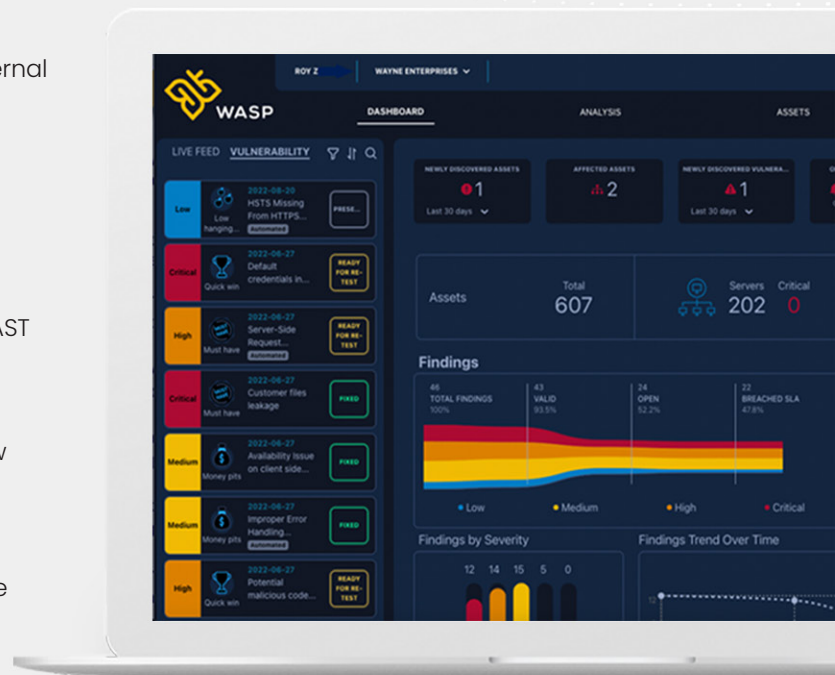 ernal
AST
w
e
WASP
ROY Z
WAYNE ENTERPRISES
DASHBOARD
ANALYSIS
ASSETS
LIVE FEED VULNERABILITY
Low
Low
hanging...
2022-08-20
HSTS Missing
From HTTPS...
Automated
PRESE...
Critical
Quick win
2022-06-27
Default
credentials in...
READY
FOR RE-
TEST
High
Must have
2022-06-27
Server-Side
Request...
Automated
READY
FOR RE-
TEST
Critical
Must have
2022-06-27
Customer files
leakage
FIXED
Medium
Money pits
2022-06-27
Availability Issue
on client side...
FIXED
Medium
Money pits
2022-06-27
Improper Error
Handling...
Automated
FIXED
High
Quick win
2022-06-27
Potential
malicious code...
READY
FOR RE-
TEST
NEWLY DISCOVERED ASSETS
1
Last 30 days
AFFECTED ASSETS
2
NEWLY DISCOVERED VULNERA...
1
Last 30 days
Assets
Total
607
Servers
202
Critical
0
Findings
46
TOTAL FINDINGS
100%
43
VALID
93.5%
24
OPEN
52.2%
22
BREACHED SLA
47.8%
Low
Medium
High
Critical
Findings by Severity
12 14 15 5 0
Findings Trend Over Time
12